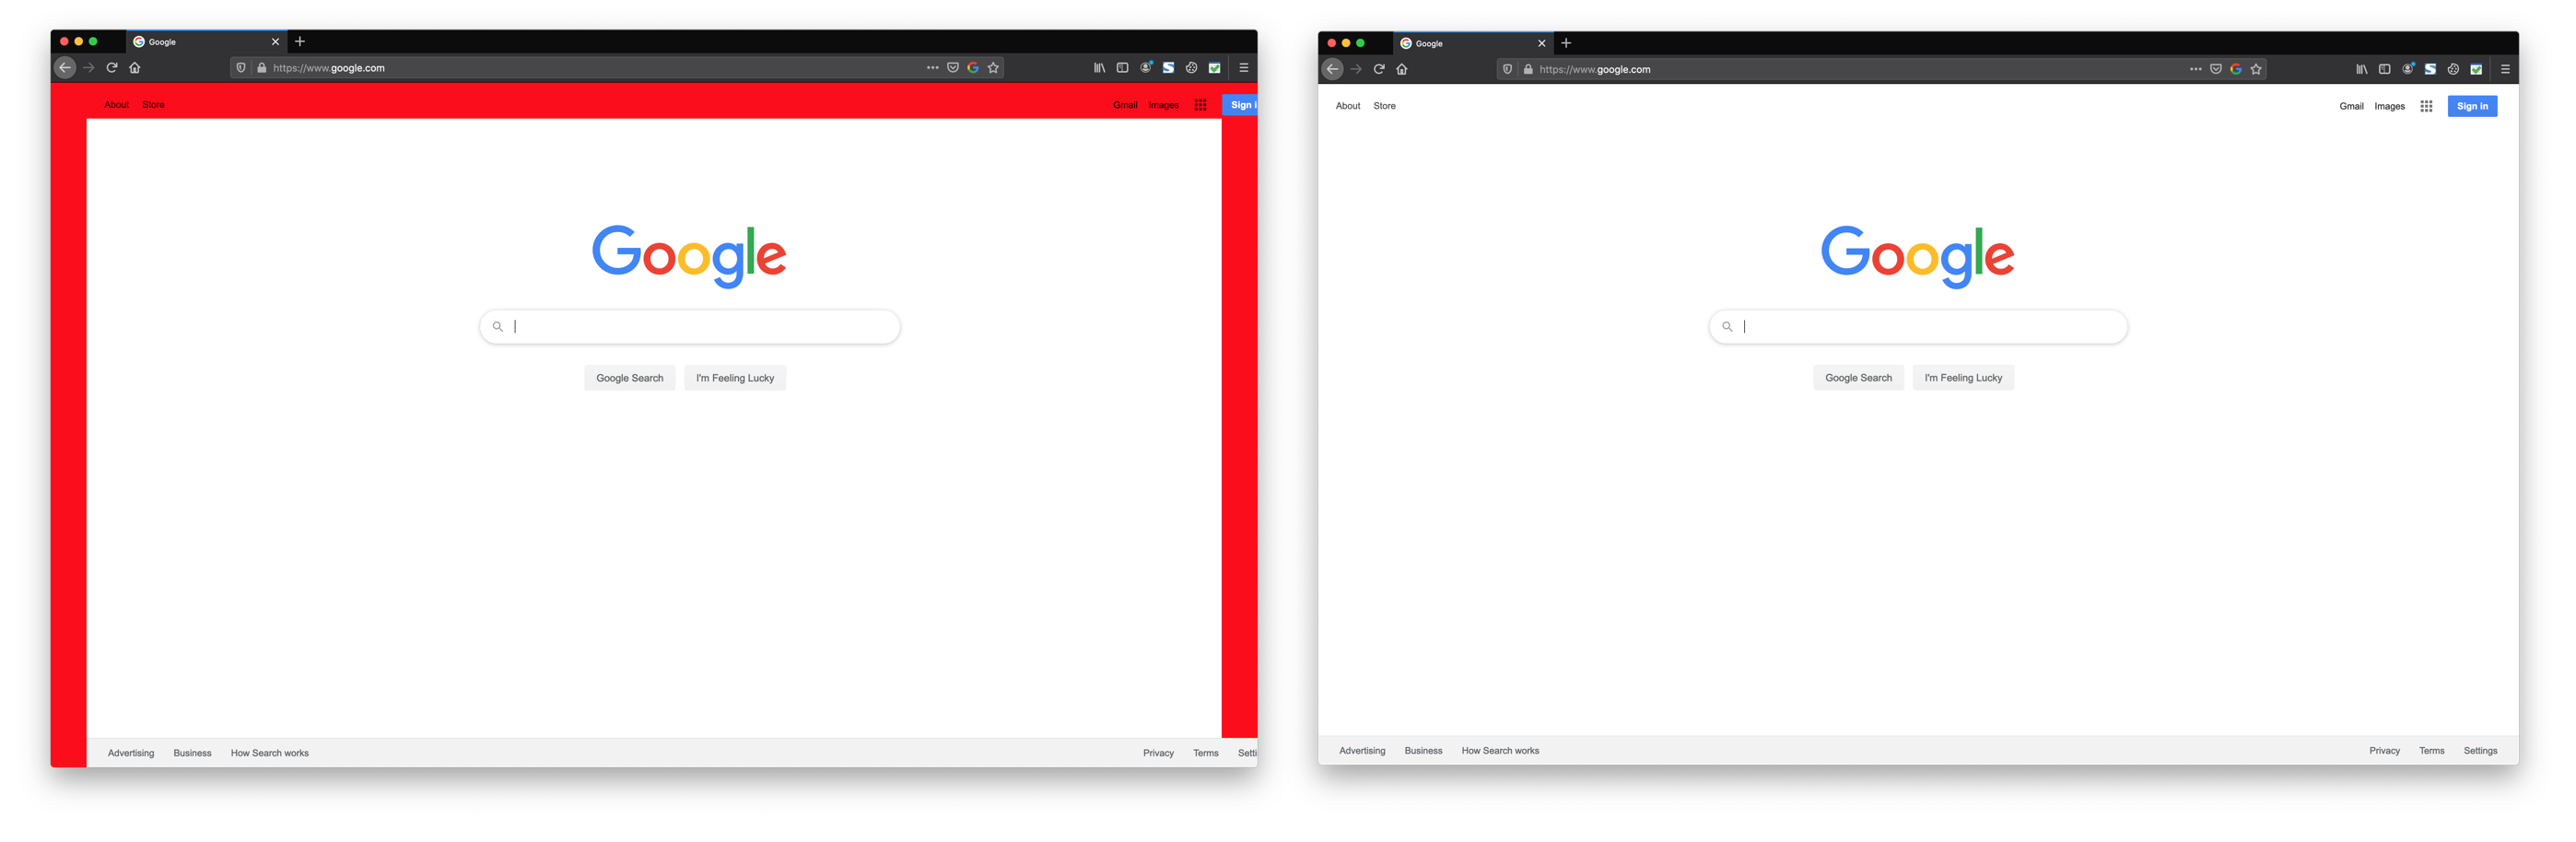 Google
https://www.google.com
About Store
Gmail Images Sign i
Google
Google Search I'm Feeling Lucky
Advertising Business How Search works
Privacy Terms Setti
Google
https://www.google.com
About Store
Gmail Images Sign in
Google
Google Search I'm Feeling Lucky
Advertising Business How Search works
Privacy Terms Settings